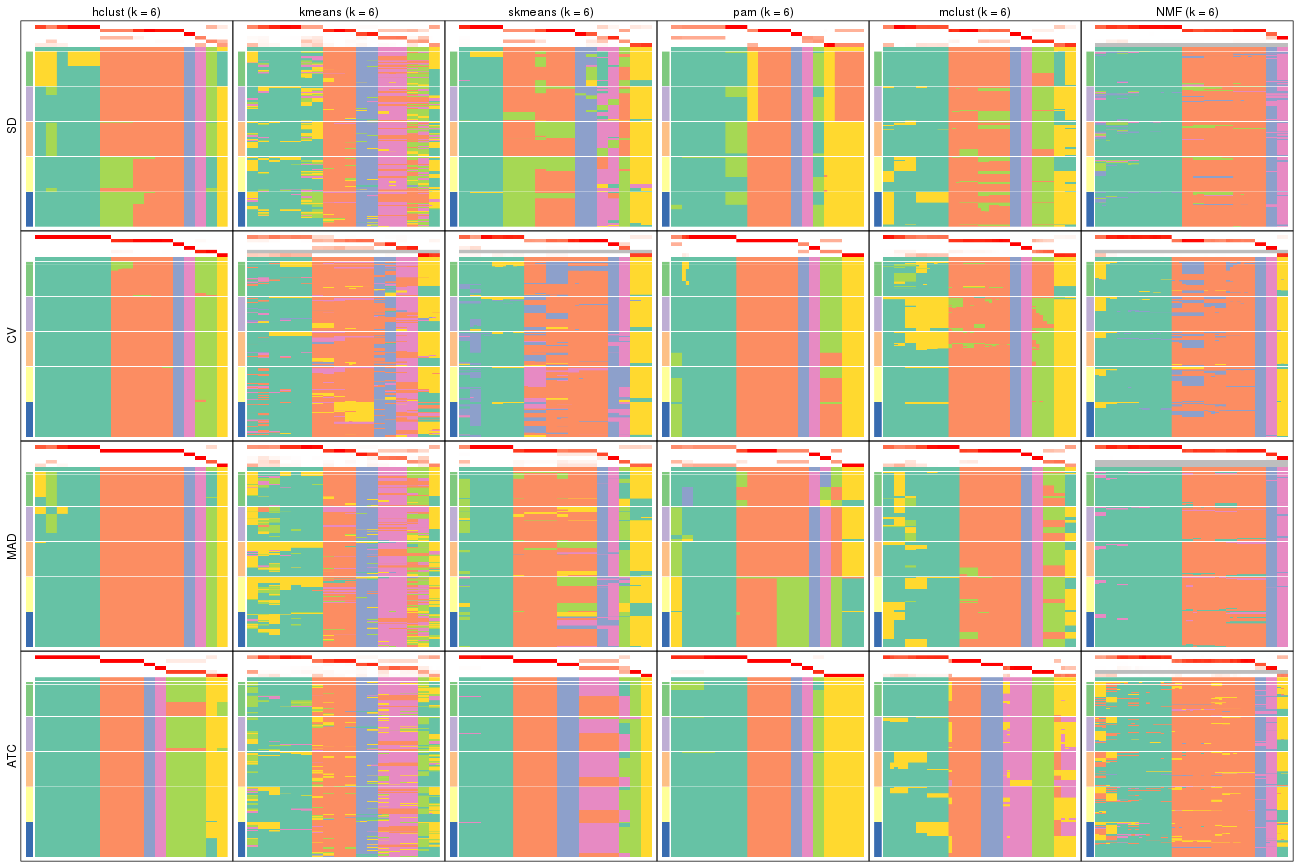 hclust (k = 6) kmeans (k = 6) skmeans (k = 6) pam (k = 6) mclust (k = 6) NMF (k = 6)
SD
CV
MAD
ATC